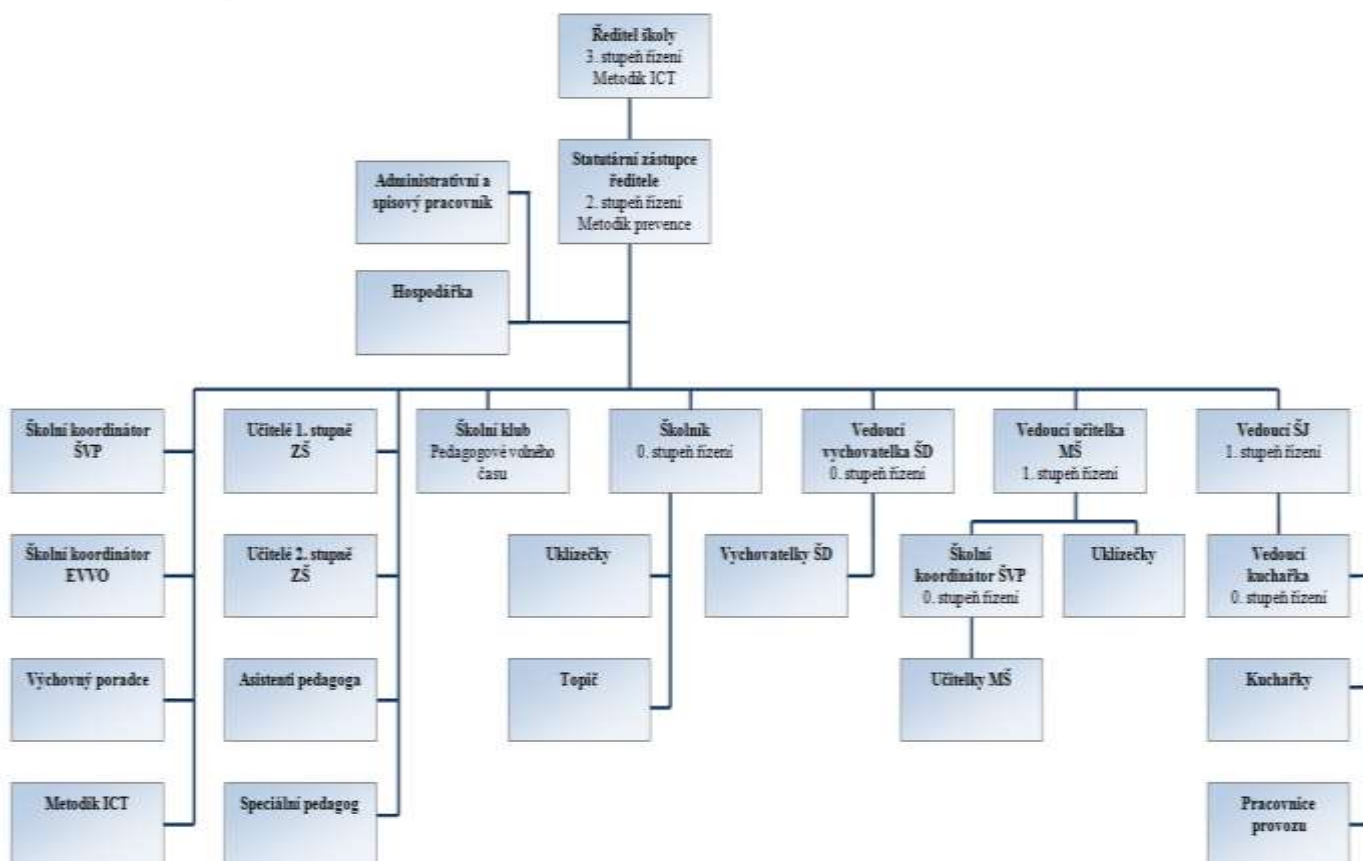 Ředitel školy
3. stupeň řízení
Metodik ICT
Statutární zástupce
ředitele
2. stupeň řízení
Metodik prevence
Administrativní a
spisový pracovník
Hospodářka
Školní koordinátor
ŠVP
Učitelé 1. stupně
ZŠ
Školní klub
Pedagogové volného
času
Školník
0. stupeň řízení
Vedoucí
vychovatelka ŠD
0. stupeň řízení
Vedoucí učitelka
MŠ
1. stupeň řízení
Vedoucí ŠJ
1. stupeň řízení
Školní koordinátor
EVVO
Učitelé 2. stupně
ZŠ
Uklízečky
Vychovatelky ŠD
Školní
koordinátor ŠVP
0. stupeň řízení
Uklízečky
Vedoucí
kuchařka
0. stupeň řízení
Výchovný poradce
Asistenti pedagoga
Topič
Učitelky MŠ
Kuchařky
Metodik ICT
Speciální pedagog
Pracovnice
provozu